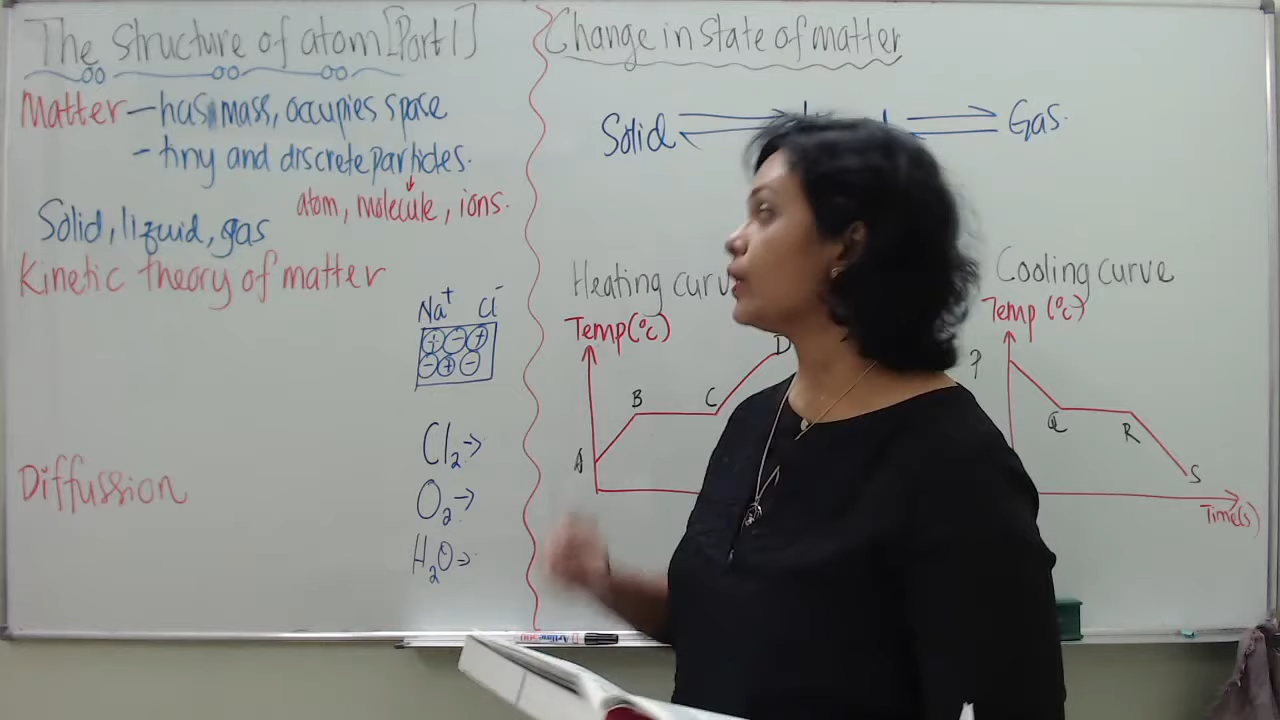 The structure of atom [Part 1]
Matter - has mass, occupies space
- tiny and discrete particles.
atom, molecule, ions.
Solid, liquid, gas
Kinetic theory of matter
Na⁺ Cl⁻
+ - +
- + -
Cl₂ →
O₂ →
H₂O →
Diffussion
Change in state of matter
Solid
Gas.
Heating curv
Temp(°c)
A
B
C
D
Cooling curve
Temp (°c)
P
Q
R
S
Time(s)
Artline